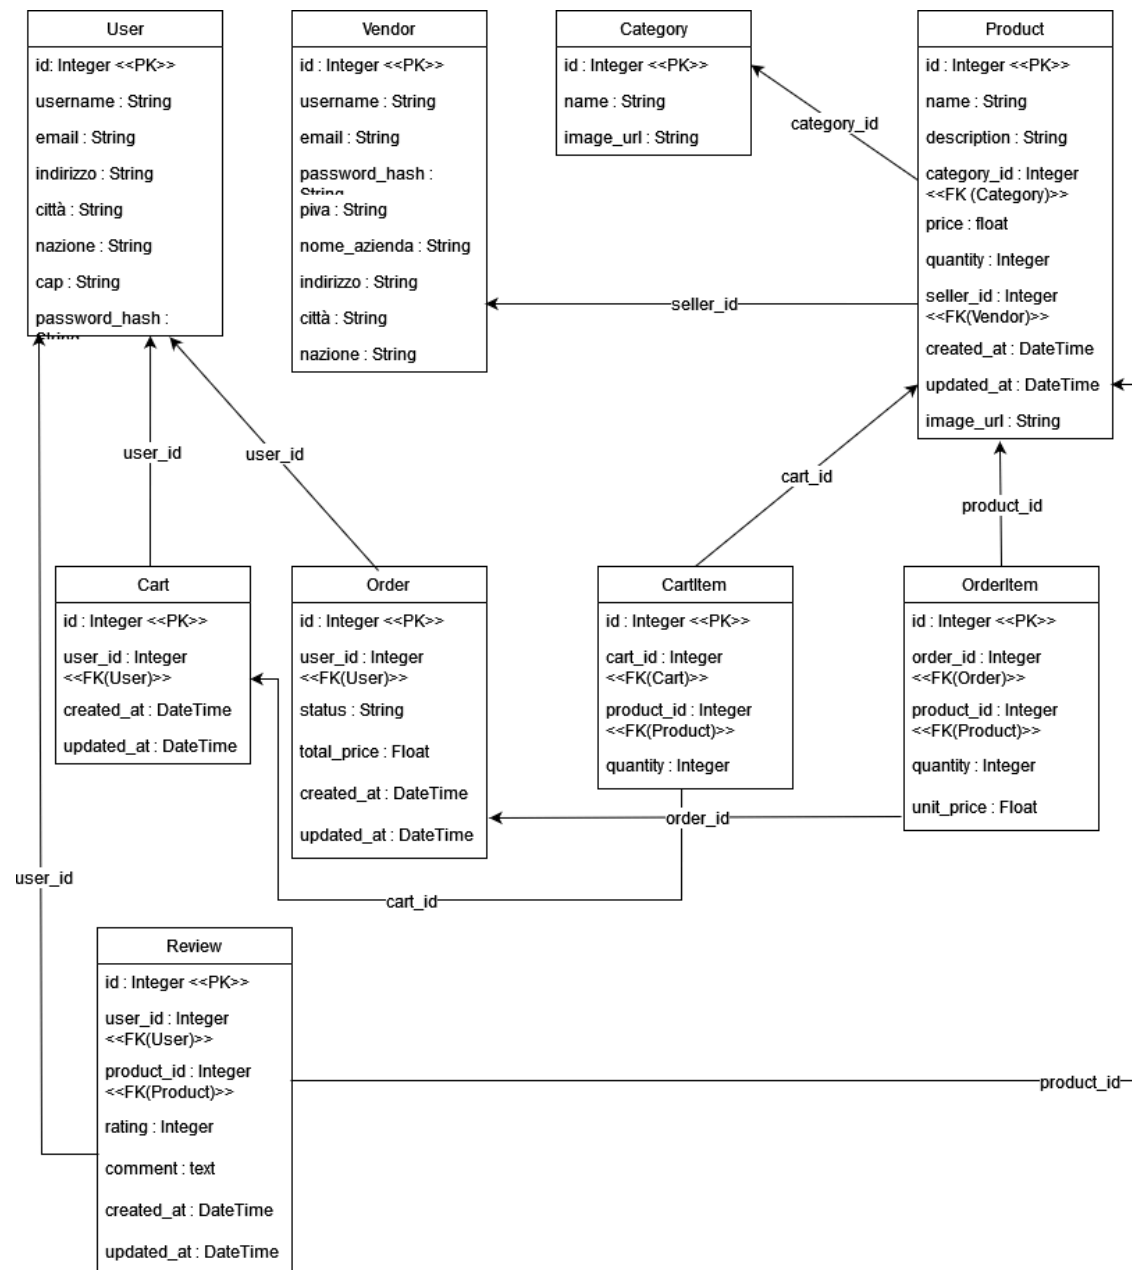 User
id: Integer <<PK>>
username : String
email : String
indirizzo : String
città : String
nazione : String
cap : String
password_hash :
String
Vendor
id : Integer <<PK>>
username : String
email : String
password_hash :
String
piva : String
nome_azienda : String
indirizzo : String
città : String
nazione : String
Category
id : Integer <<PK>>
name : String
image_url : String
Product
id : Integer <<PK>>
name : String
description : String
category_id : Integer
<<FK (Category)>>
price : float
quantity : Integer
seller_id : Integer
<<FK(Vendor)>>
created_at : DateTime
updated_at : DateTime
image_url : String
category_id
seller_id
user_id
user_id
cart_id
product_id
Cart
id : Integer <<PK>>
user_id : Integer
<<FK(User)>>
created_at : DateTime
updated_at : DateTime
Order
id : Integer <<PK>>
user_id : Integer
<<FK(User)>>
status : String
total_price : Float
created_at : DateTime
updated_at : DateTime
CartItem
id : Integer <<PK>>
cart_id : Integer
<<FK(Cart)>>
product_id : Integer
<<FK(Product)>>
quantity : Integer
OrderItem
id : Integer <<PK>>
order_id : Integer
<<FK(Order)>>
product_id : Integer
<<FK(Product)>>
quantity : Integer
unit_price : Float
order_id
user_id
cart_id
Review
id : Integer <<PK>>
user_id : Integer
<<FK(User)>>
product_id : Integer
<<FK(Product)>>
rating : Integer
comment : text
created_at : DateTime
updated_at : DateTime
product_id